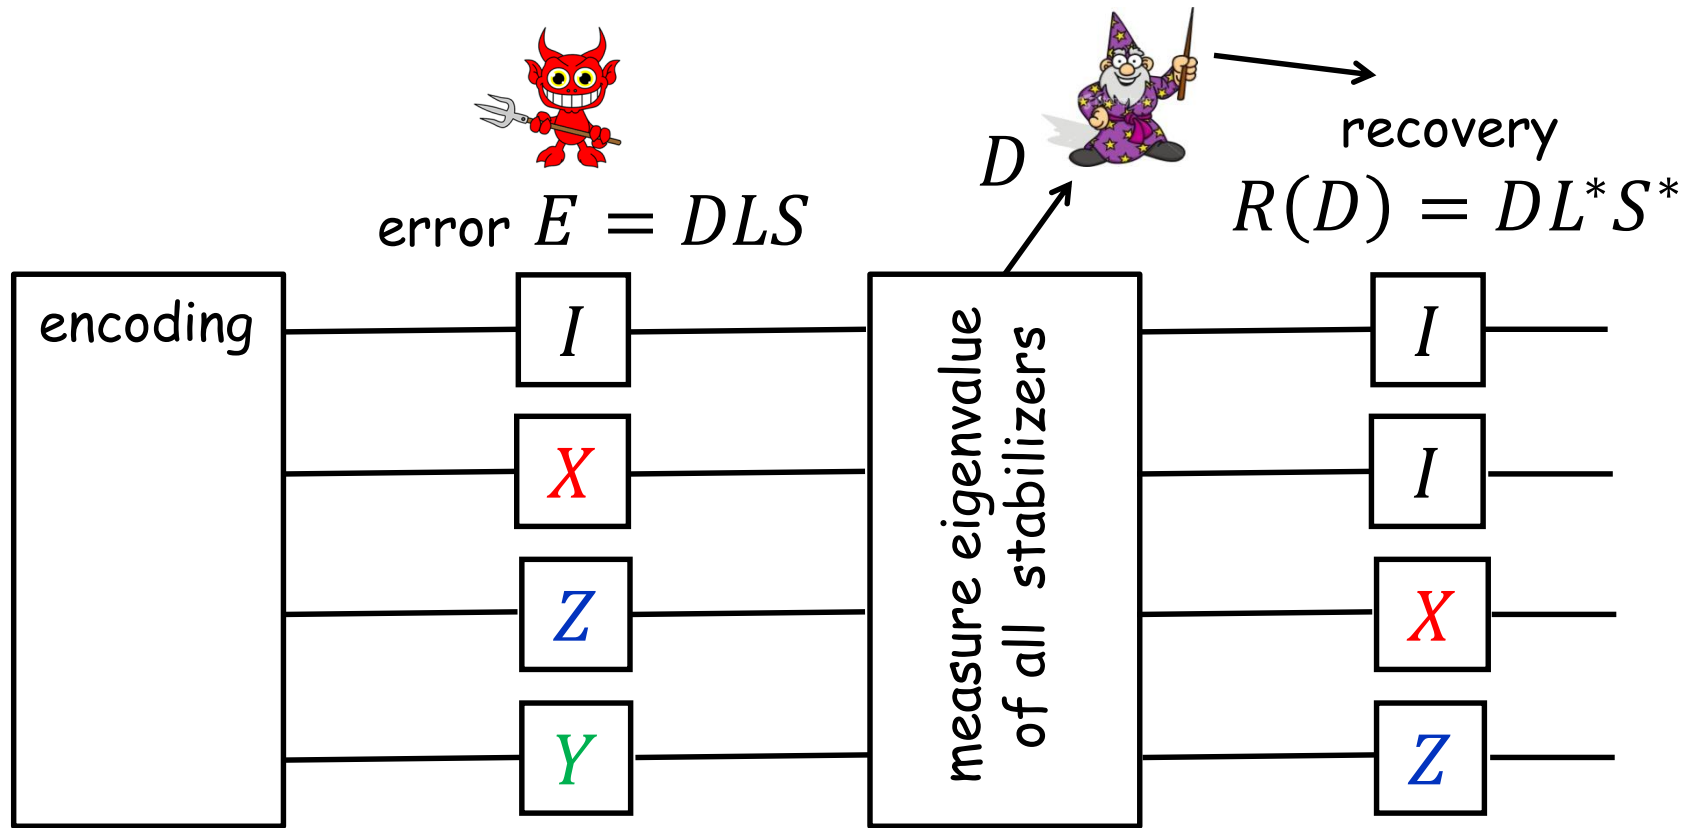 D
recovery
error E = DLS
R(D) = DL*S*
encoding
I
X
Z
Y
measure eigenvalue
of all stabilizers
I
I
X
Z